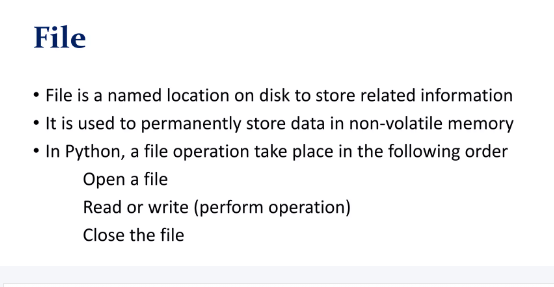 File
• File is a named location on disk to store related information
• It is used to permanently store data in non-volatile memory
• In Python, a file operation take place in the following order
Open a file
Read or write (perform operation)
Close the file